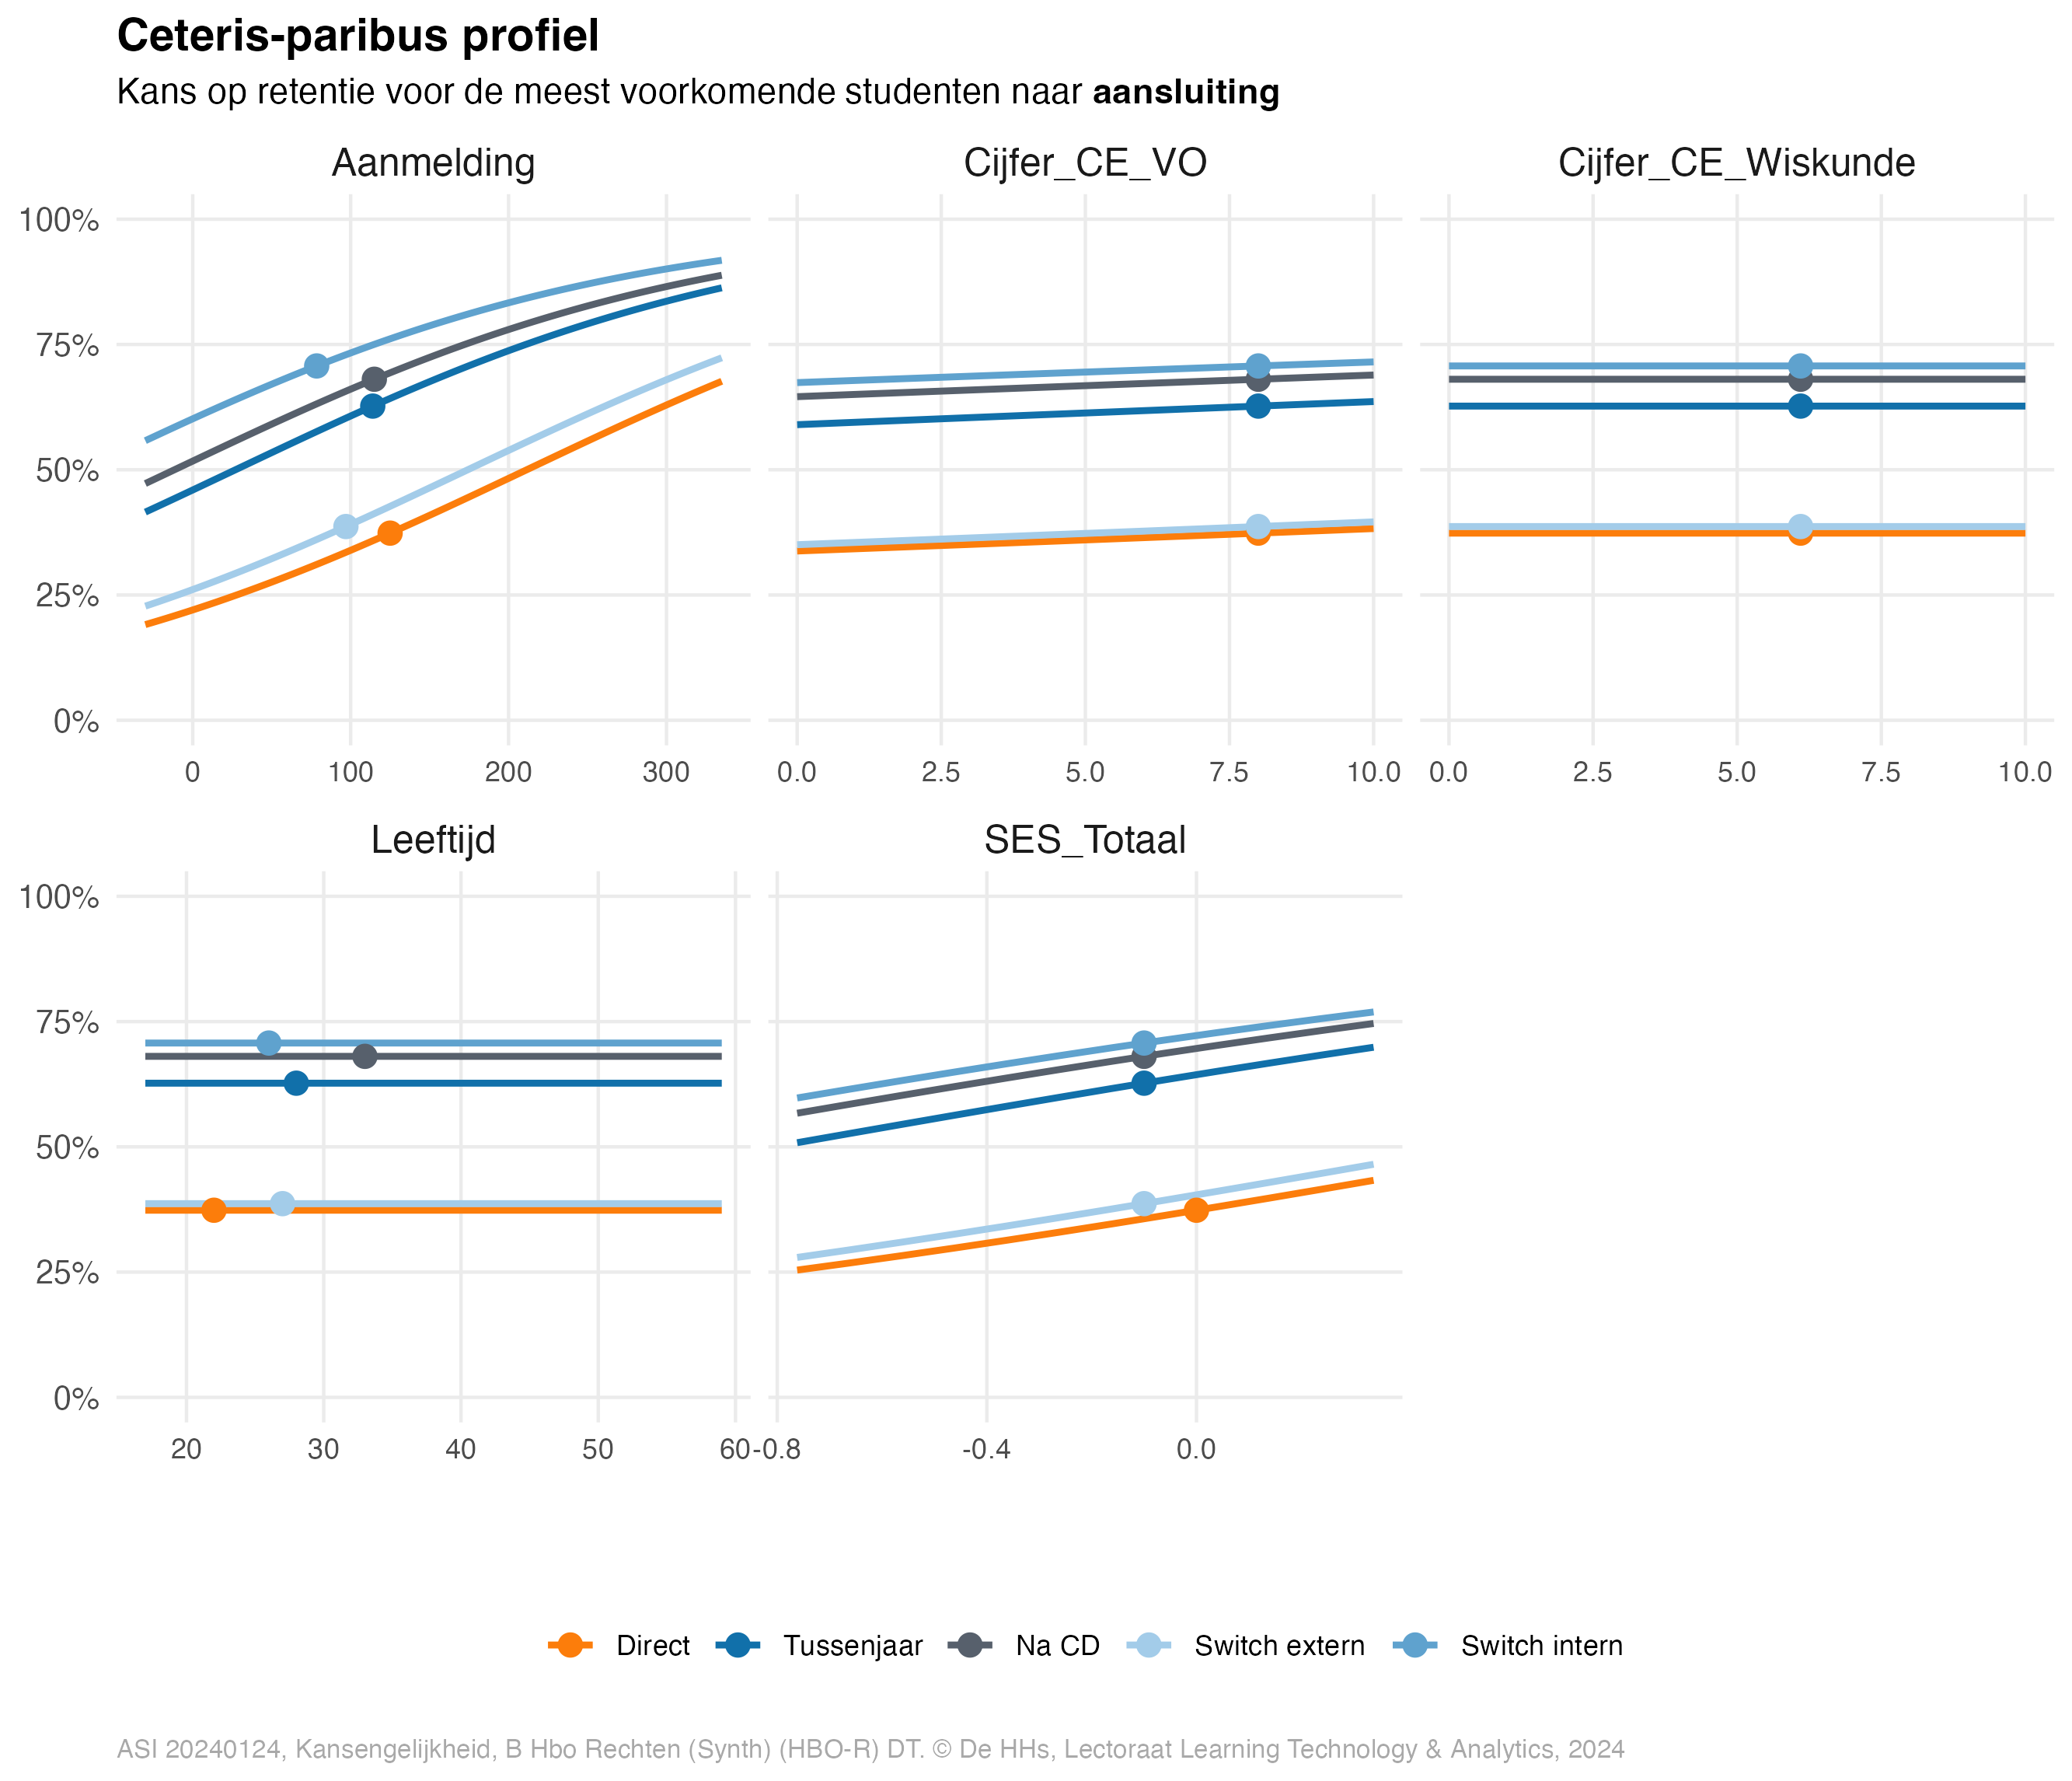 Ceteris-paribus profiel
Kans op retentie voor de meest voorkomende studenten naar aansluiting
Aanmelding
Cijfer_CE_VO
Cijfer_CE_Wiskunde
100%
75%
50%
25%
0%
0 100 200 300
0.0 2.5 5.0 7.5 10.0
0.0 2.5 5.0 7.5 10.0
Leeftijd
SES_Totaal
100%
75%
50%
25%
0%
20 30 40 50 60
-0.8 -0.4 0.0
Direct Tussenjaar Na CD Switch extern Switch intern
ASI 20240124, Kansengelijkheid, B Hbo Rechten (Synth) (HBO-R) DT. © De HHs, Lectoraat Learning Technology & Analytics, 2024